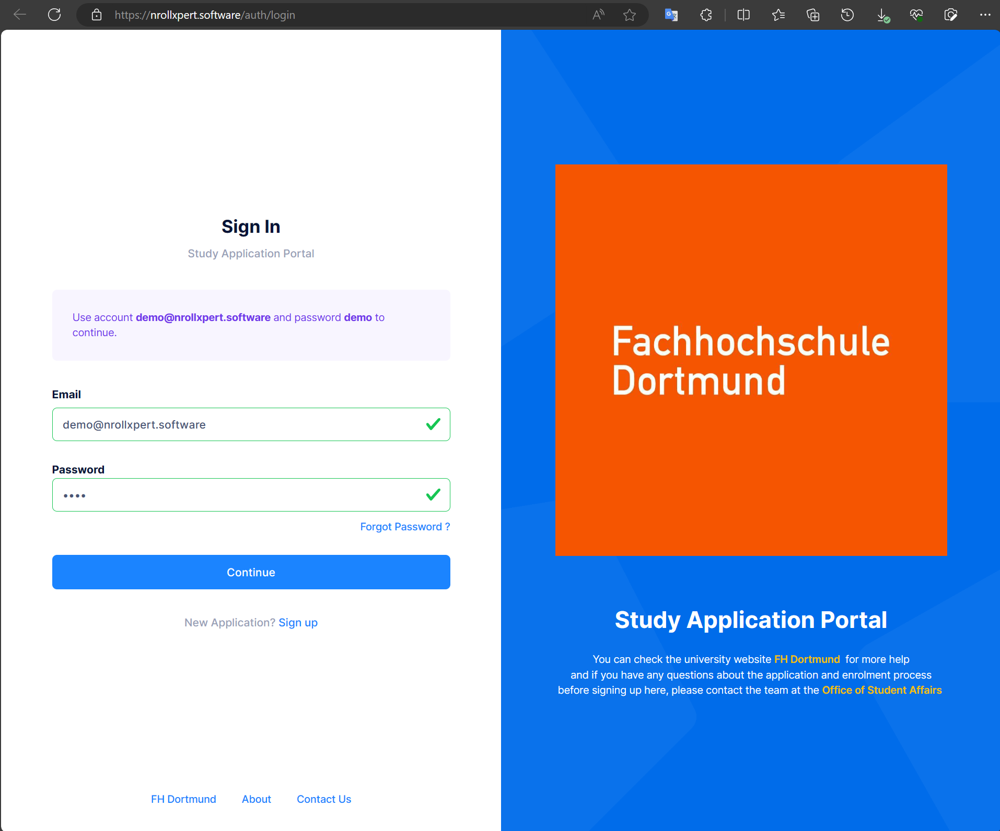 https://nrollxpert.software/auth/login
Sign In
Study Application Portal
Use account demo@nrollxpert.software and password demo to
continue.
Email
demo@nrollxpert.software
Password
••••
Forgot Password ?
Continue
New Application? Sign up
FH Dortmund About Contact Us
Fachhochschule
Dortmund
Study Application Portal
You can check the university website FH Dortmund for more help
and if you have any questions about the application and enrolment process
before signing up here, please contact the team at the Office of Student Affairs